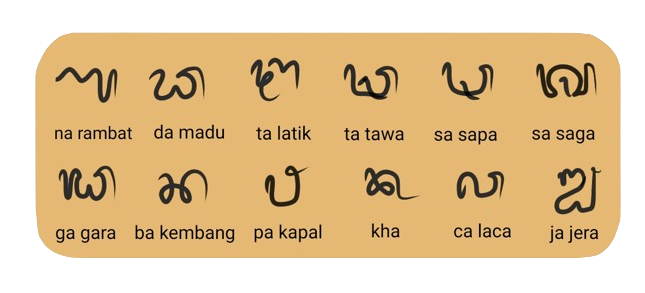 ᬡ ᬥ ᬝ ᬣ ᬱ ᬰ
na rambat da madu ta latik ta tawa sa sapa sa saga
ᬖ ᬪ ᬨ ᬔ ᬙ ᬛ
ga gara ba kembang pa kapal kha ca laca ja jera